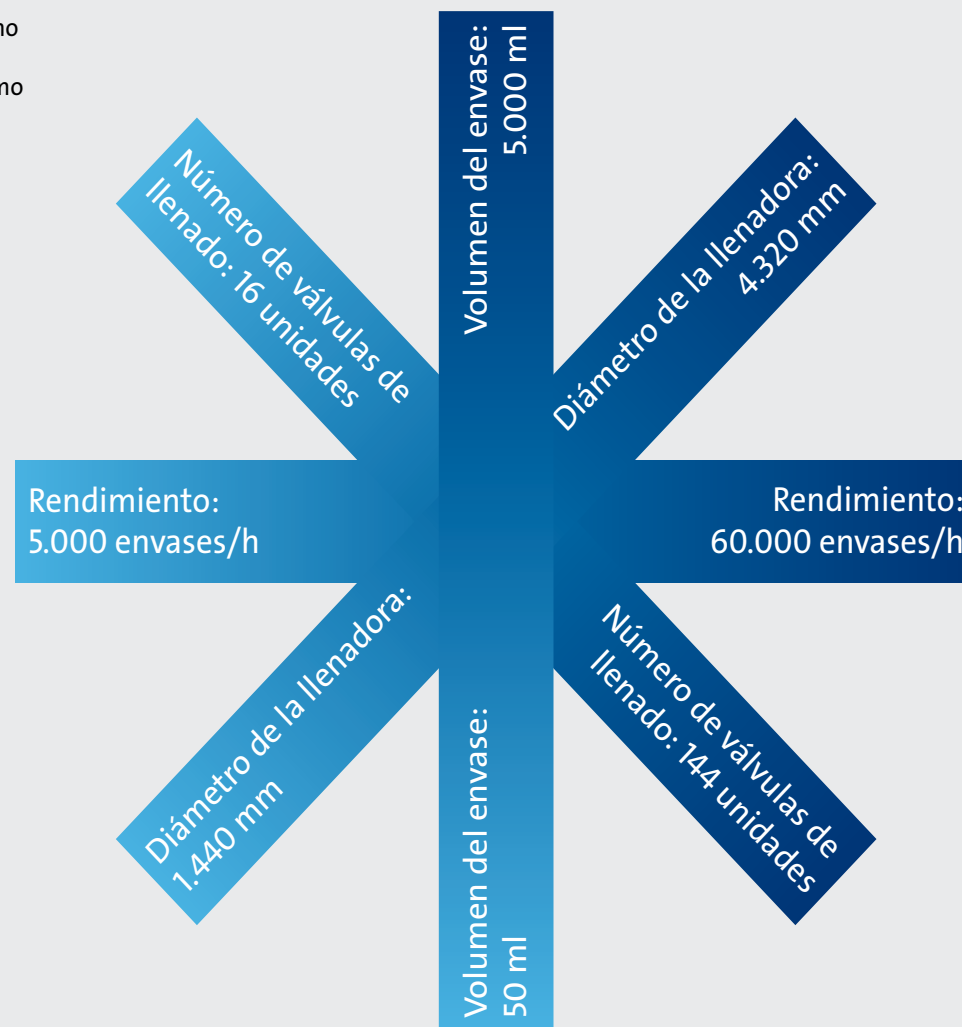 Volumen del envase:
5.000 ml
Número de válvulas de
llenado: 16 unidades
Diámetro de la llenadora:
4.320 mm
Rendimiento:
5.000 envases/h
Rendimiento:
60.000 envases/h
Diámetro de la llenadora:
1.440 mm
Número de válvulas de
llenado: 144 unidades
Volumen del envase:
50 ml